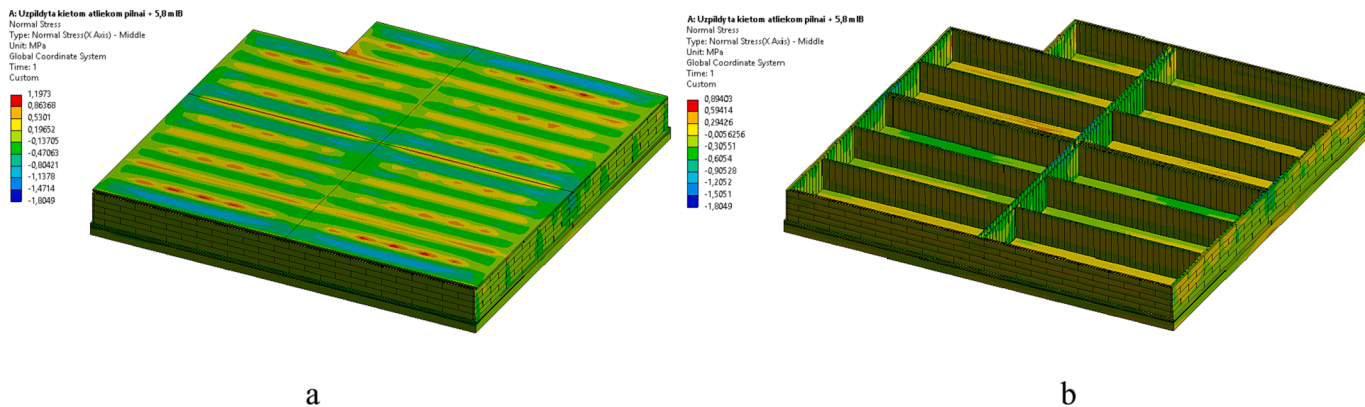 A: Uzpildyta kietom atliekom pilnai + 5,8 m IB
Normal Stress
Type: Normal Stress(X Axis) - Middle
Unit: MPa
Global Coordinate System
Time: 1
Custom
1,1973
0,86368
0,5301
0,19652
-0,13705
-0,47063
-0,80421
-1,1378
-1,4714
-1,8049
a
A: Uzpildyta kietom atliekom pilnai + 5,8 m IB
Normal Stress
Type: Normal Stress(X Axis) - Middle
Unit: MPa
Global Coordinate System
Time: 1
Custom
0,89403
0,59414
0,29426
-0,0056256
-0,30551
-0,6054
-0,90528
-1,2052
-1,5051
-1,8049
b